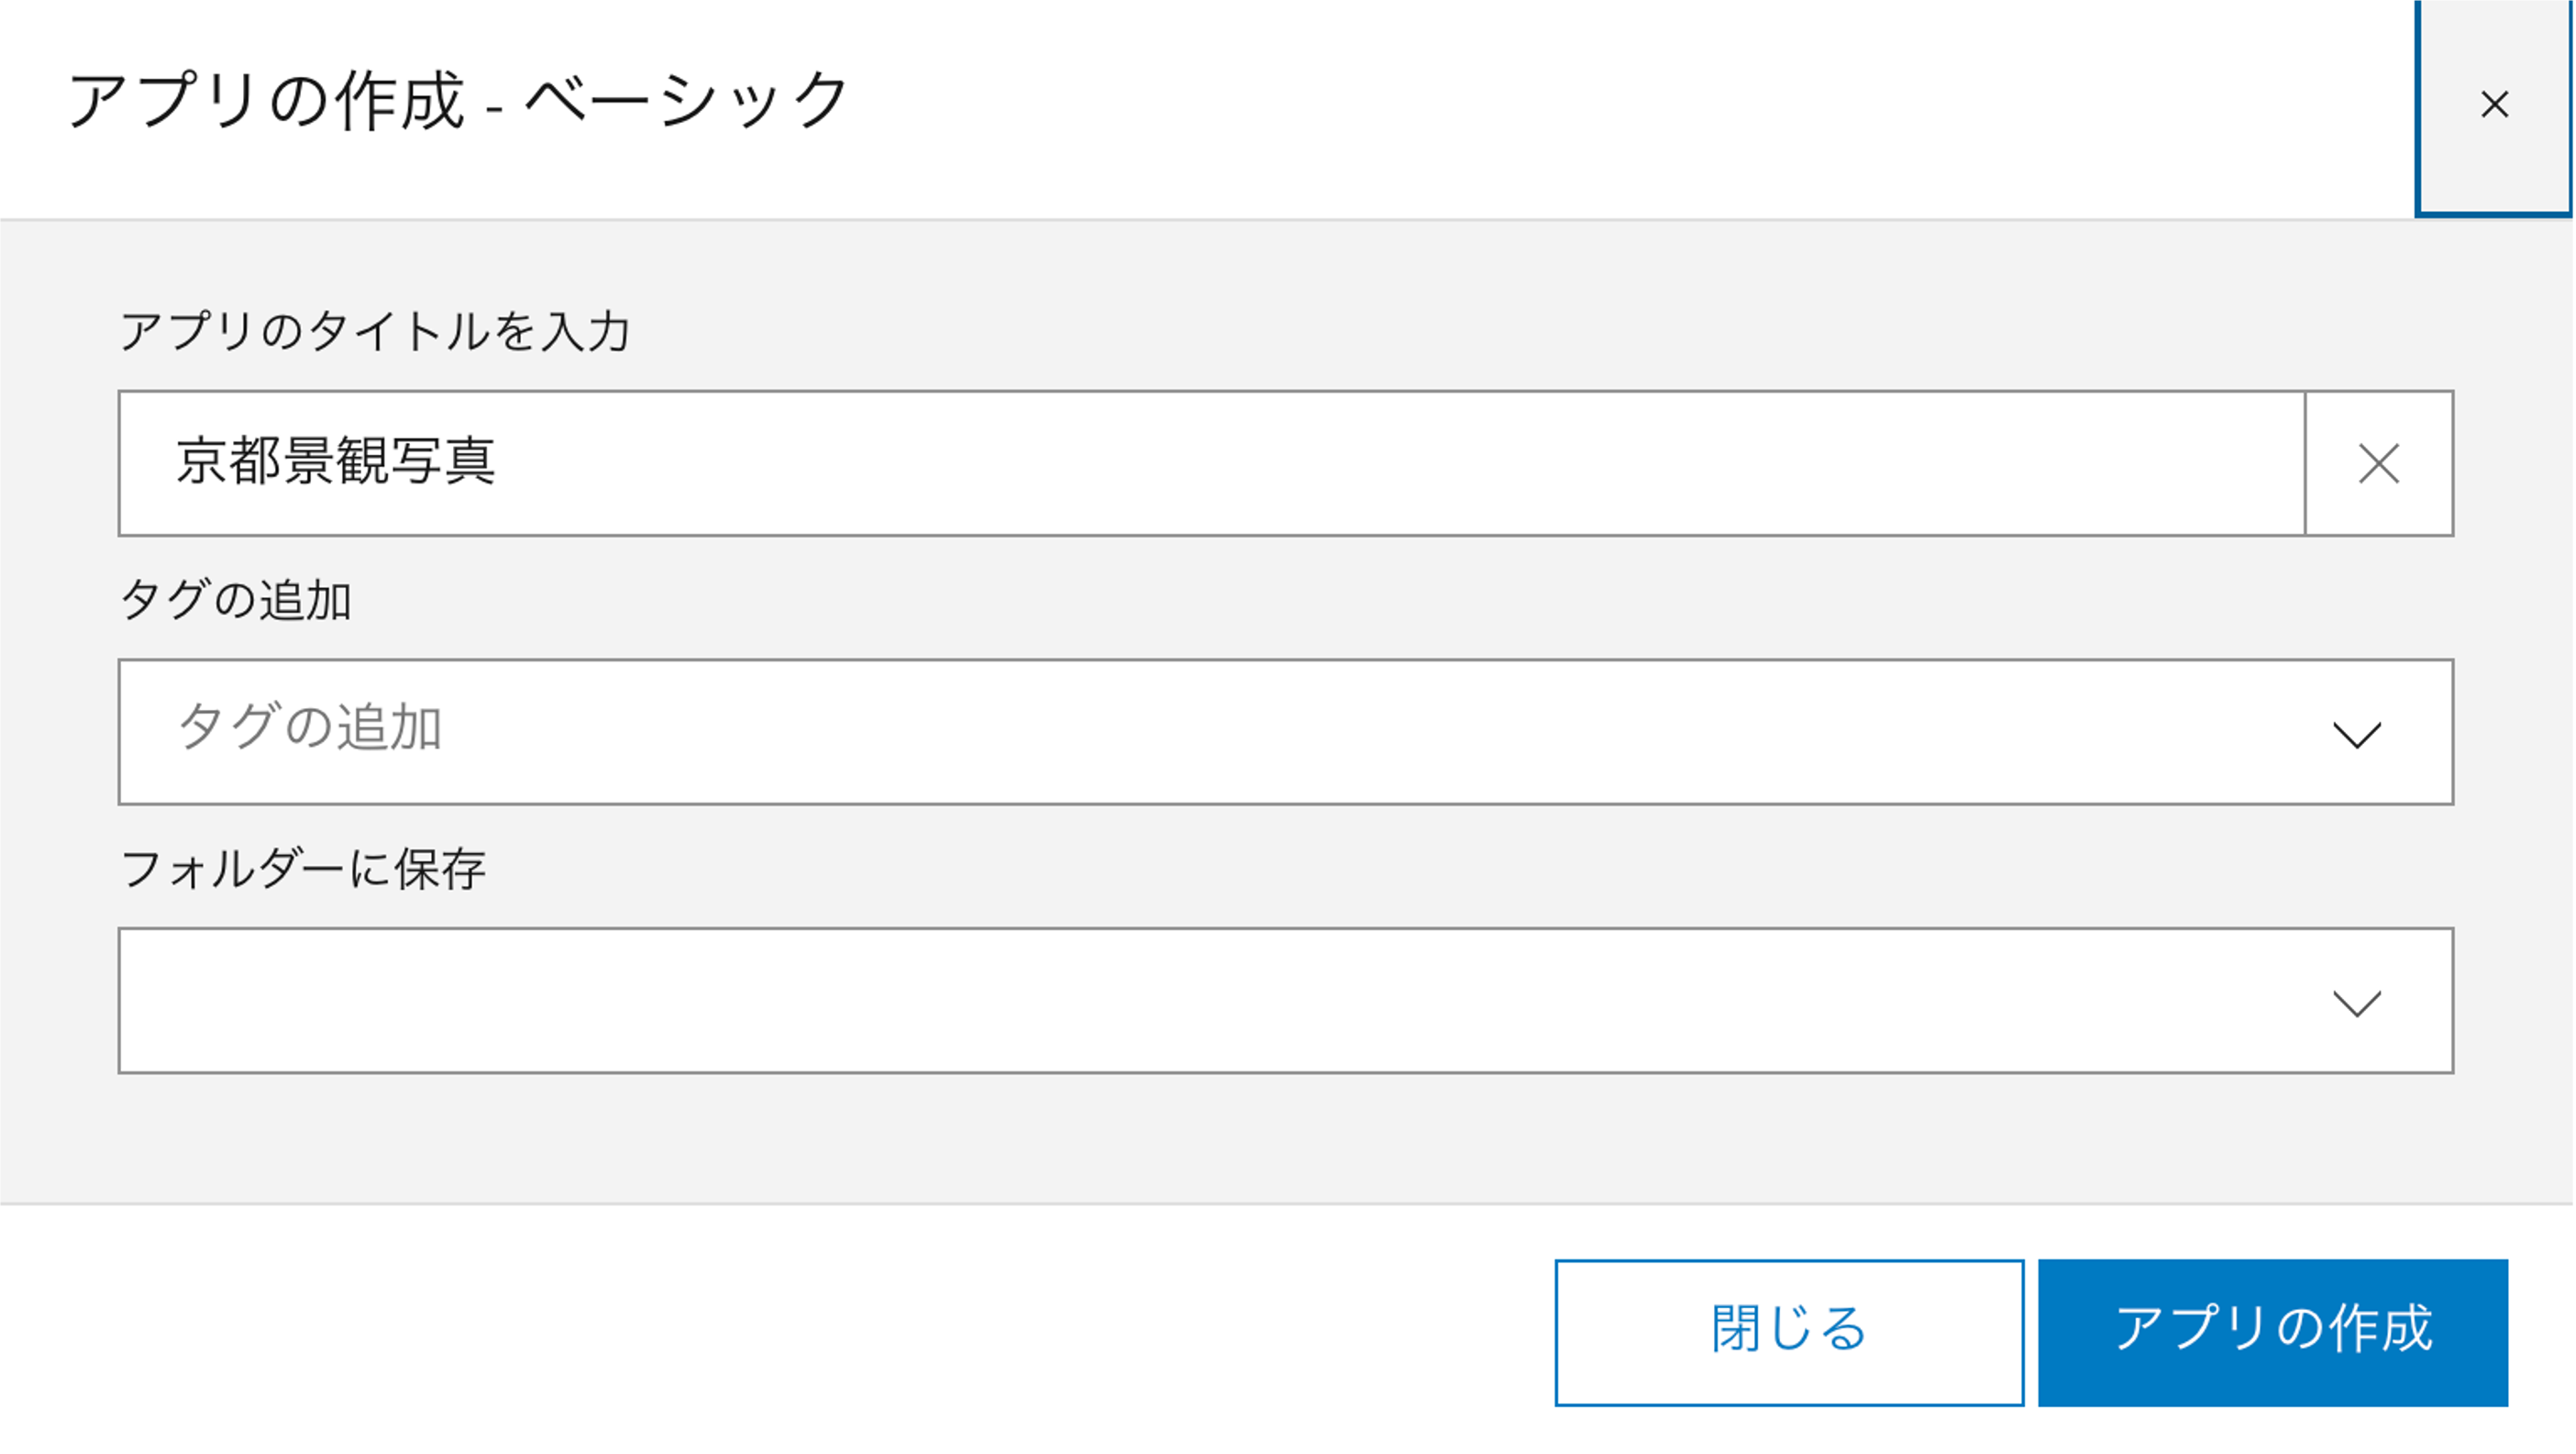 アプリの作成 - ベーシック
アプリのタイトルを入力
京都景観写真
タグの追加
タグの追加
フォルダーに保存
閉じる
アプリの作成